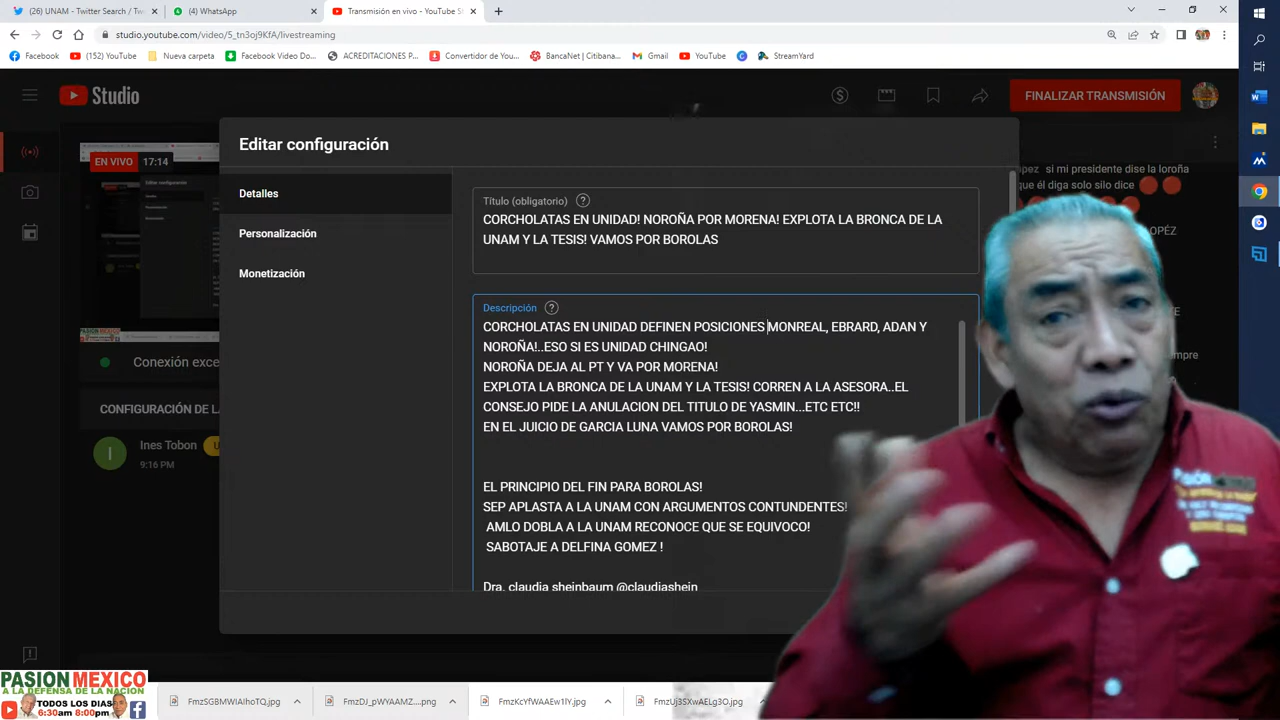 (26) UNAM - Twitter Search / Tw
(4) WhatsApp
Transmisión en vivo - YouTube S
studio.youtube.com/video/5_tn3oj9KfA/livestreaming
Facebook
(152) YouTube
Nueva carpeta
Facebook Video Do...
ACREDITACIONES P...
Convertidor de You...
BancaNet | Citibana...
Gmail
YouTube
StreamYard
Studio
FINALIZAR TRANSMISIÓN
EN VIVO 17:14
Conexión exce
CONFIGURACIÓN DE LA
Ines Tobon
9:16 PM
Editar configuración
Detalles
Personalización
Monetización
Título (obligatorio)
CORCHOLATAS EN UNIDAD! NOROÑA POR MORENA! EXPLOTA LA BRONCA DE LA
UNAM Y LA TESIS! VAMOS POR BOROLAS
Descripción
CORCHOLATAS EN UNIDAD DEFINEN POSICIONES MONREAL, EBRARD, ADAN Y
NOROÑA!..ESO SI ES UNIDAD CHINGAO!
NOROÑA DEJA AL PT Y VA POR MORENA!
EXPLOTA LA BRONCA DE LA UNAM Y LA TESIS! CORREN A LA ASESORA..EL
CONSEJO PIDE LA ANULACION DEL TITULO DE YASMIN...ETC ETC!!
EN EL JUICIO DE GARCIA LUNA VAMOS POR BOROLAS!
EL PRINCIPIO DEL FIN PARA BOROLAS!
SEP APLASTA A LA UNAM CON ARGUMENTOS CONTUNDENTES!
AMLO DOBLA A LA UNAM RECONOCE QUE SE EQUIVOCO!
SABOTAJE A DELFINA GOMEZ !
Dra. claudia sheinbaum @claudiashein
si mi presidente dise la loroña
que él diga solo silo dice
OPÉZ
PASION MEXICO
A LA DEFENSA DE LA NACION
TODOS LOS DIAS
6:30am 8:00pm
FmzSGBMWIAIhoTQ.jpg
FmzDJ_pWYAAMZ....png
FmzKcYfWAAEw1lY.jpg
FmzUj3SXwAELg3O.jpg